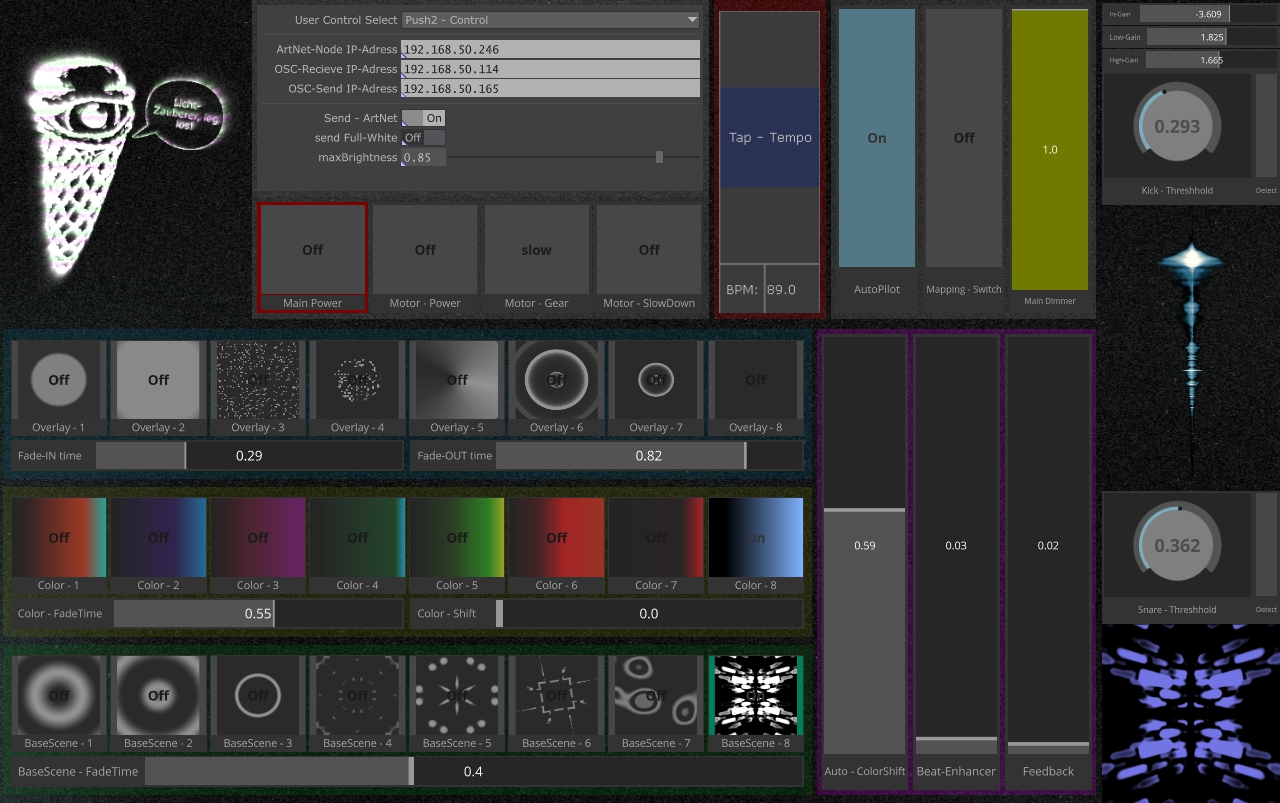 Licht-
Zauberer, leg
los!
User Control Select Push2 - Control
ArtNet-Node IP-Adress 192.168.50.246
OSC-Recieve IP-Adress 192.168.50.114
OSC-Send IP-Adress 192.168.50.165
Send - ArtNet On
send Full-White Off
maxBrightness 0.85
Off Off slow Off
Main Power Motor - Power Motor - Gear Motor - SlowDown
Tap - Tempo
BPM: 89.0
On Off 1.0
AutoPilot Mapping - Switch Main Dimmer
In-Gain -3.609
Low-Gain 1.825
High-Gain 1.665
0.293
Kick - Threshhold Detect
Off Off Off Off Off Off Off Off
Overlay - 1 Overlay - 2 Overlay - 3 Overlay - 4 Overlay - 5 Overlay - 6 Overlay - 7 Overlay - 8
Fade-IN time 0.29 Fade-OUT time 0.82
Off Off Off Off Off Off Off On
Color - 1 Color - 2 Color - 3 Color - 4 Color - 5 Color - 6 Color - 7 Color - 8
Color - FadeTime 0.55 Color - Shift 0.0
Off Off Off Off Off Off Off
BaseScene - 1 BaseScene - 2 BaseScene - 3 BaseScene - 4 BaseScene - 5 BaseScene - 6 BaseScene - 7 BaseScene - 8
BaseScene - FadeTime 0.4
0.59 0.03 0.02
Auto - ColorShift Beat-Enhancer Feedback
0.362
Snare - Threshhold Detect